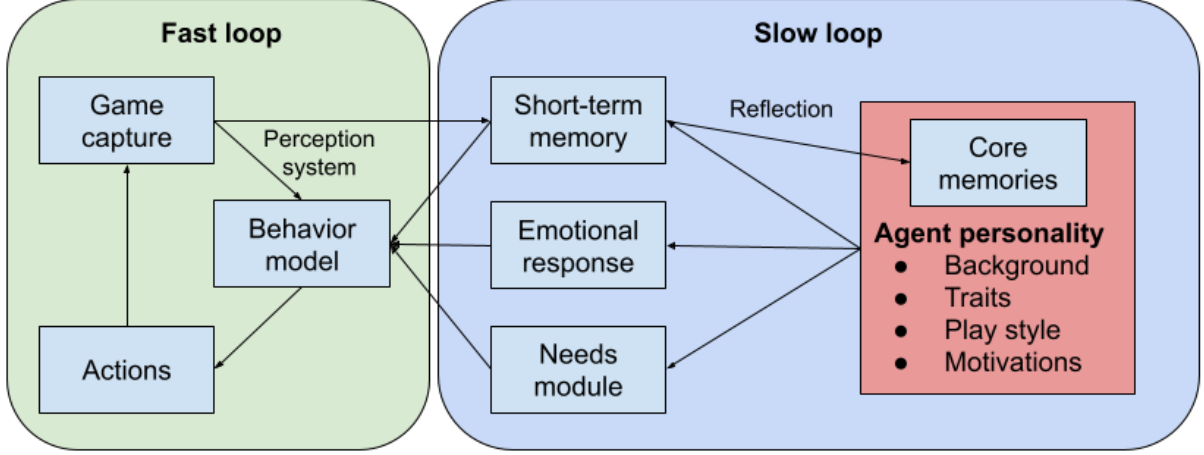 Fast loop
Game
capture
Perception
system
Behavior
model
Actions
Slow loop
Short-term
memory
Reflection
Emotional
response
Needs
module
Core
memories
Agent personality
● Background
● Traits
● Play style
● Motivations